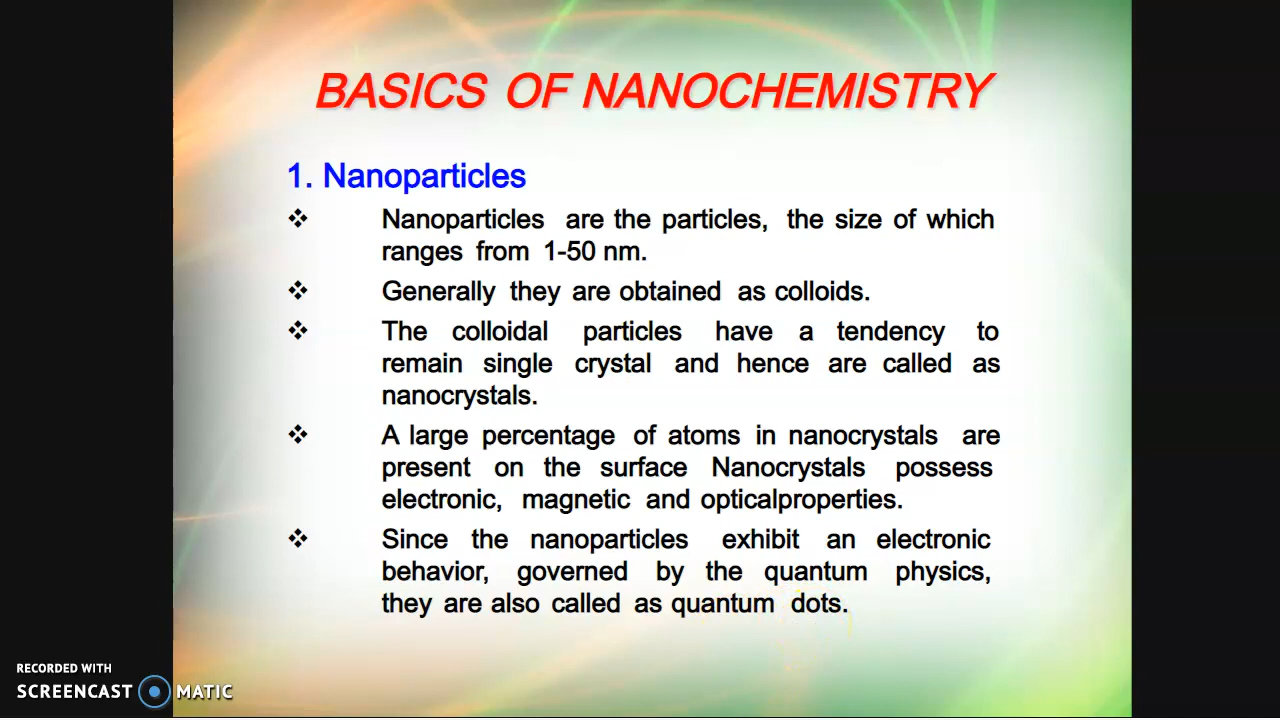 BASICS OF NANOCHEMISTRY
1. Nanoparticles
❖ Nanoparticles are the particles, the size of which
ranges from 1-50 nm.
❖ Generally they are obtained as colloids.
❖ The colloidal particles have a tendency to
remain single crystal and hence are called as
nanocrystals.
❖ A large percentage of atoms in nanocrystals are
present on the surface Nanocrystals possess
electronic, magnetic and opticalproperties.
❖ Since the nanoparticles exhibit an electronic
behavior, governed by the quantum physics,
they are also called as quantum dots.
RECORDED WITH
SCREENCAST MATIC